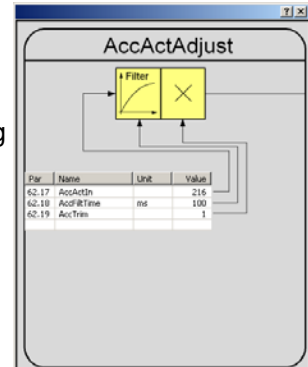 ? x
AccActAdjust
Filter
g
Par Name Unit Value
62.17 AccActIn 216
62.18 AccFiltTime ms 100
62.19 AccTrim 1